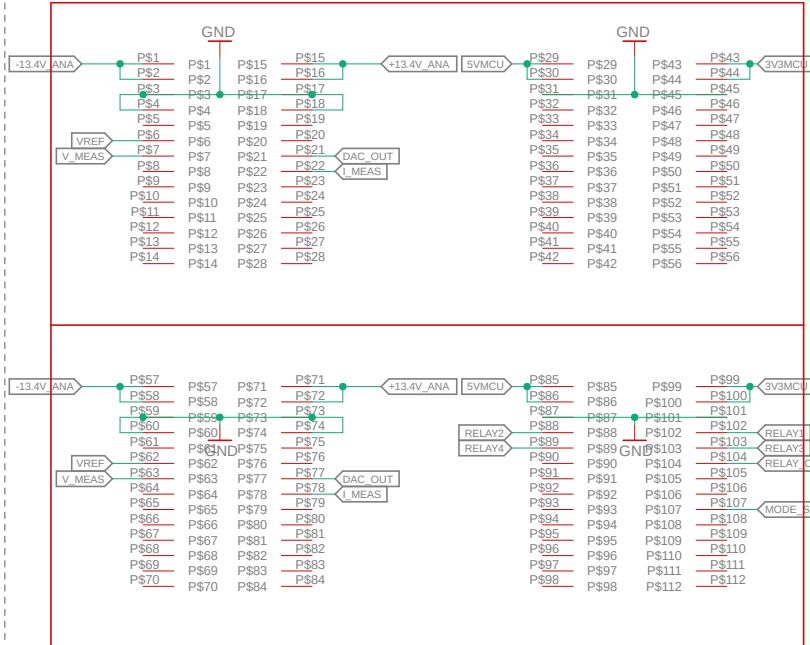 GND GND
-13.4V_ANA P$1 P$1 P$15 P$15 +13.4V_ANA 5VMCU P$29 P$29 P$43 P$43 3V3MCU
P$2 P$2 P$16 P$16 P$30 P$30 P$44 P$44
P$3 P$3 P$17 P$17 P$31 P$31 P$45 P$45
P$4 P$4 P$18 P$18 P$32 P$32 P$46 P$46
P$5 P$5 P$19 P$19 P$33 P$33 P$47 P$47
VREF P$6 P$6 P$20 P$20 P$34 P$34 P$48 P$48
V_MEAS P$7 P$7 P$21 P$21 DAC_OUT P$35 P$35 P$49 P$49
P$8 P$8 P$22 P$22 I_MEAS P$36 P$36 P$50 P$50
P$9 P$9 P$23 P$23 P$37 P$37 P$51 P$51
P$10 P$10 P$24 P$24 P$38 P$38 P$52 P$52
P$11 P$11 P$25 P$25 P$39 P$39 P$53 P$53
P$12 P$12 P$26 P$26 P$40 P$40 P$54 P$54
P$13 P$13 P$27 P$27 P$41 P$41 P$55 P$55
P$14 P$14 P$28 P$28 P$42 P$42 P$56 P$56
-13.4V_ANA P$57 P$57 P$71 P$71 +13.4V_ANA 5VMCU P$85 P$85 P$99 P$99 3V3MCU
P$58 P$58 P$72 P$72 P$86 P$86 P$100 P$100
P$59 P$59 P$73 P$73 P$87 P$87 P$101 P$101
P$60 P$60 P$74 P$74 RELAY2 P$88 P$88 P$102 P$102 RELAY1
P$61 P$61 GND P$75 P$75 RELAY4 P$89 P$89 GND P$103 P$103 RELAY3
VREF P$62 P$62 P$76 P$76 P$90 P$90 P$104 P$104 RELAY_
V_MEAS P$63 P$63 P$77 P$77 DAC_OUT P$91 P$91 P$105 P$105
P$64 P$64 P$78 P$78 I_MEAS P$92 P$92 P$106 P$106
P$65 P$65 P$79 P$79 P$93 P$93 P$107 P$107 MODE_S
P$66 P$66 P$80 P$80 P$94 P$94 P$108 P$108
P$67 P$67 P$81 P$81 P$95 P$95 P$109 P$109
P$68 P$68 P$82 P$82 P$96 P$96 P$110 P$110
P$69 P$69 P$83 P$83 P$97 P$97 P$111 P$111
P$70 P$70 P$84 P$84 P$98 P$98 P$112 P$112